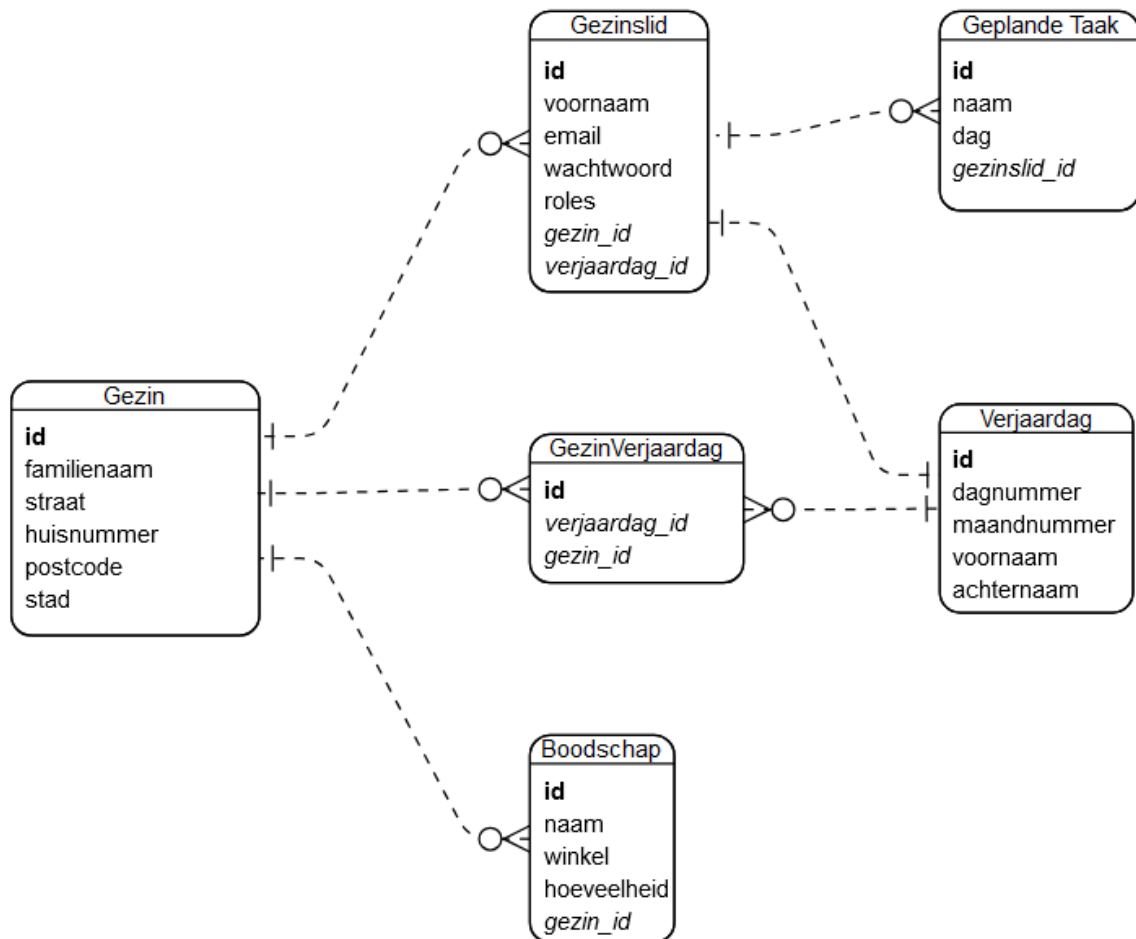 Gezinslid
id
voornaam
email
wachtwoord
roles
gezin_id
verjaardag_id
Geplande Taak
id
naam
dag
gezinslid_id
Gezin
id
familienaam
straat
huisnummer
postcode
stad
GezinVerjaardag
id
verjaardag_id
gezin_id
Verjaardag
id
dagnummer
maandnummer
voornaam
achternaam
Boodschap
id
naam
winkel
hoeveelheid
gezin_id